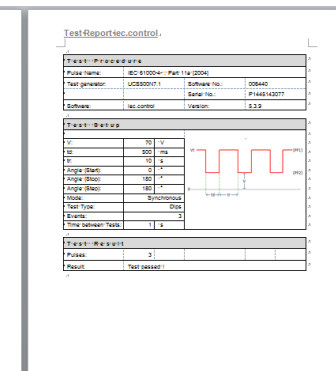 Test Report iec.control
Test Procedure
Pulse Name: IEC 61000-4-11 Part 11a (2004)
Test generator: UCS500N7.1 Software No.: 006440
Serial No.: P1445143077
Software: iec.control Version: 5.3.9
Test Setup
V: 70 V
td: 500 ms
tr: 10 s
Angle (Start): 0 °
Angle (Stop): 180 °
Angle (Step): 180 °
Mode: Synchronous
Test Type: Dips
Events: 3
Time between Tests: 1 s
Test Result
Pulses: 3
Result: Test passed !